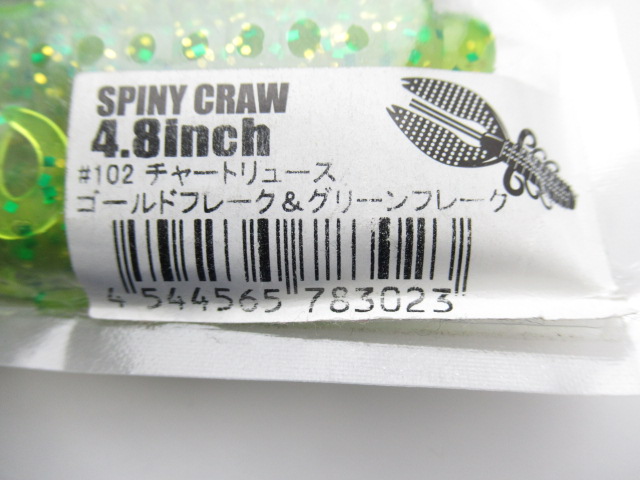 SPINY CRAW
4.8inch
#102 チャートリュース
ゴールドフレーク&グリーンフレーク
4 544565 783023